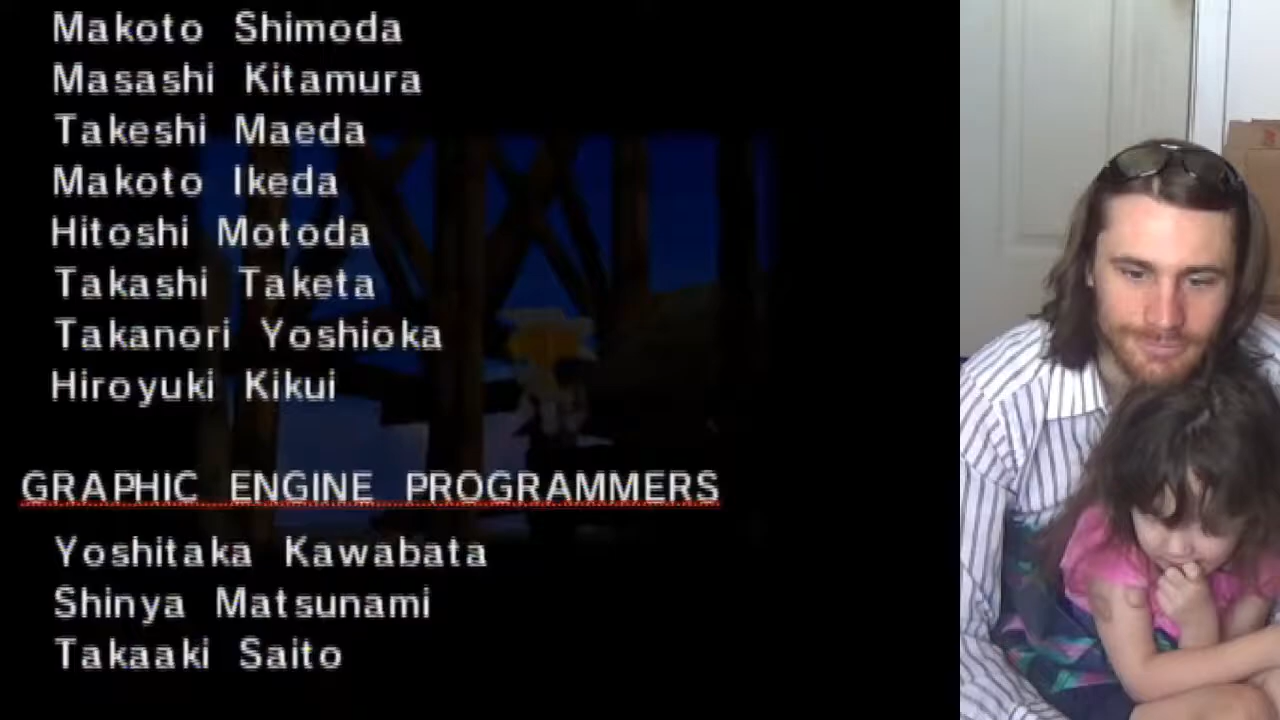 Makoto Shimoda
Masashi Kitamura
Takeshi Maeda
Makoto Ikeda
Hitoshi Motoda
Takashi Taketa
Takanori Yoshioka
Hiroyuki Kikui
GRAPHIC ENGINE PROGRAMMERS
Yoshitaka Kawabata
Shinya Matsunami
Takaaki Saito